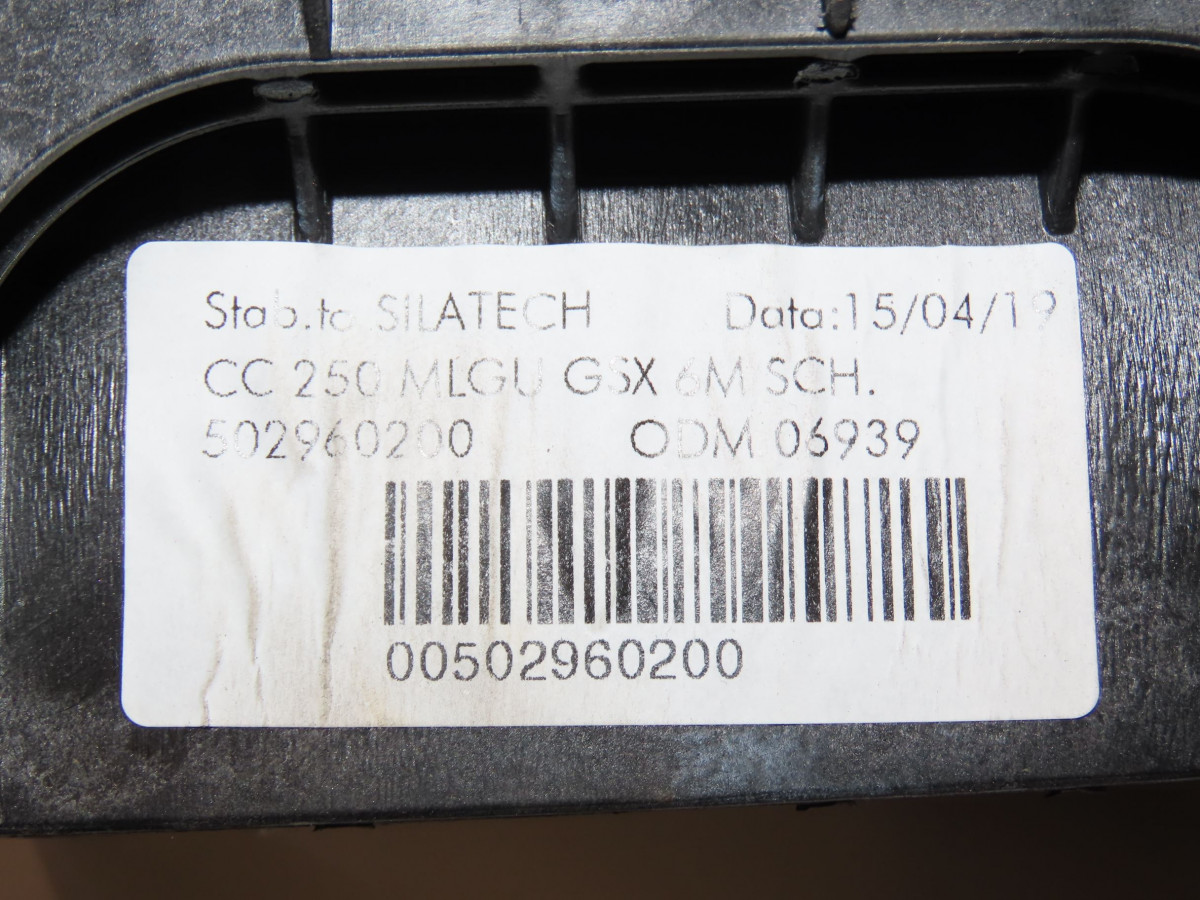 Stab.to SILATECH Data:15/04/19
CC 250 MLGU GSX 6M SCH.
502960200 ODM 06939
00502960200